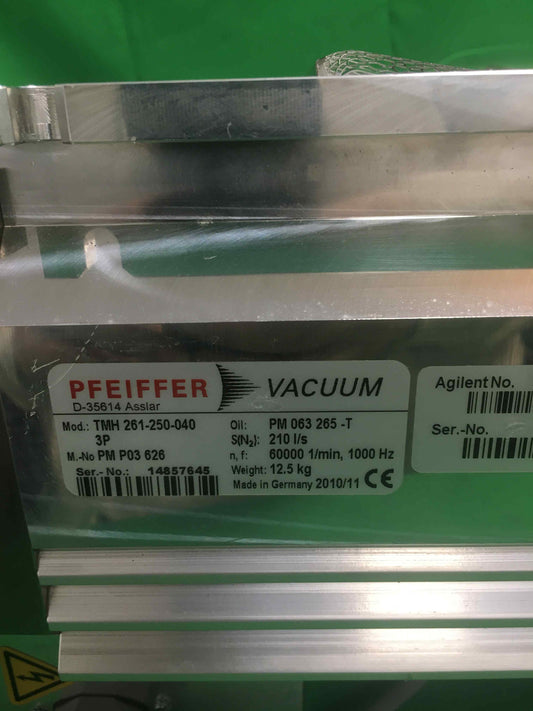 PFEIFFER VACUUM
D-35614 Asslar
Mod.: TMH 261-250-040 3P
M.-No PM P03 626
Ser.-No.: 14857645
Oil: PM 063 265 -T
S(N₂): 210 l/s
n, f: 60000 1/min, 1000 Hz
Weight: 12.5 kg
Made in Germany 2010/11 CE
Agilent No.
Ser.-No.